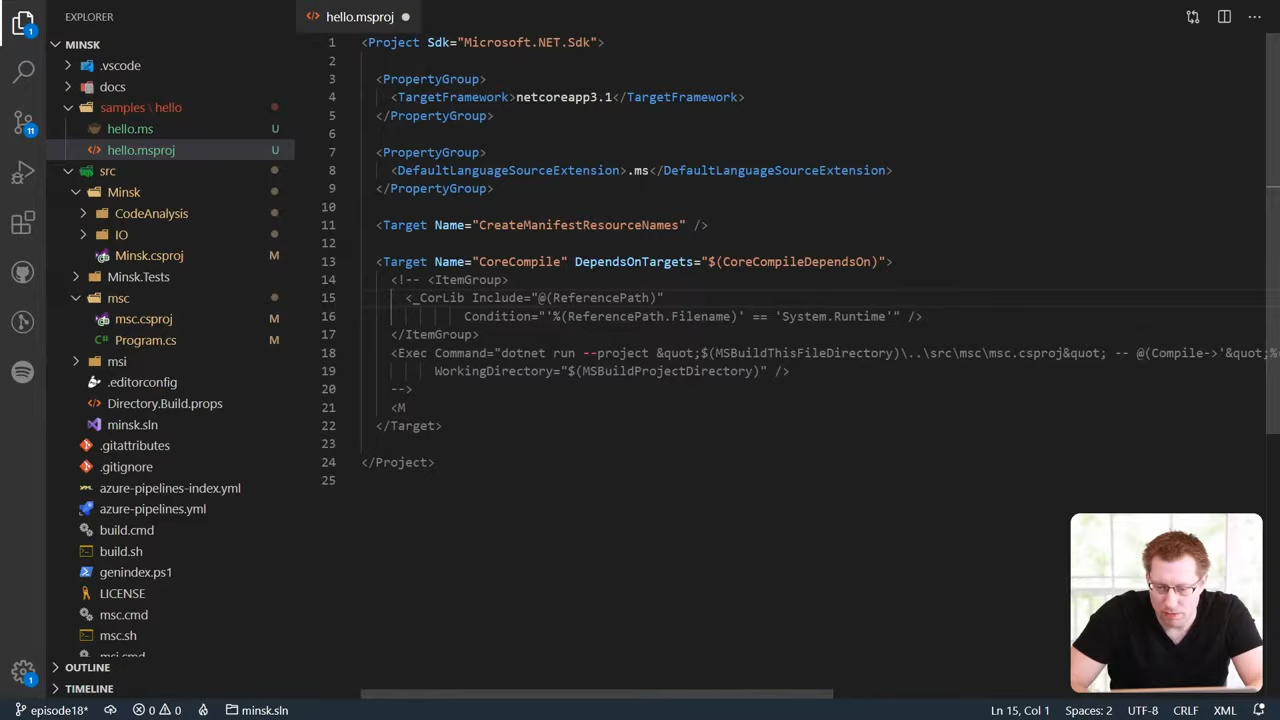 EXPLORER
hello.msproj
MINSK
.vscode
docs
samples \ hello
hello.ms U
hello.msproj U
src
Minsk
CodeAnalysis
IO
Minsk.csproj M
Minsk.Tests
msc
msc.csproj M
Program.cs M
msi
.editorconfig
Directory.Build.props
minsk.sln
.gitattributes
.gitignore
azure-pipelines-index.yml
azure-pipelines.yml
build.cmd
build.sh
genindex.ps1
LICENSE
msc.cmd
msc.sh
OUTLINE
TIMELINE
1
11
1
1 <Project Sdk="Microsoft.NET.Sdk">
2
3 <PropertyGroup>
4 <TargetFramework>netcoreapp3.1</TargetFramework>
5 </PropertyGroup>
6
7 <PropertyGroup>
8 <DefaultLanguageSourceExtension>.ms</DefaultLanguageSourceExtension>
9 </PropertyGroup>
10
11 <Target Name="CreateManifestResourceNames" />
12
13 <Target Name="CoreCompile" DependsOnTargets="$(CoreCompileDependsOn)">
14 <!-- <ItemGroup>
15 <_CorLib Include="@(ReferencePath)"
16 Condition="'%(ReferencePath.Filename)' == 'System.Runtime'" />
17 </ItemGroup>
18 <Exec Command="dotnet run --project &quot;$(MSBuildThisFileDirectory)\..\src\msc\msc.csproj&quot; -- @(Compile->'&quot;%
19 WorkingDirectory="$(MSBuildProjectDirectory)" />
20 -->
21 <M
22 </Target>
23
24 </Project>
25
episode18* 0 0 minsk.sln Ln 15, Col 1 Spaces: 2 UTF-8 CRLF XML